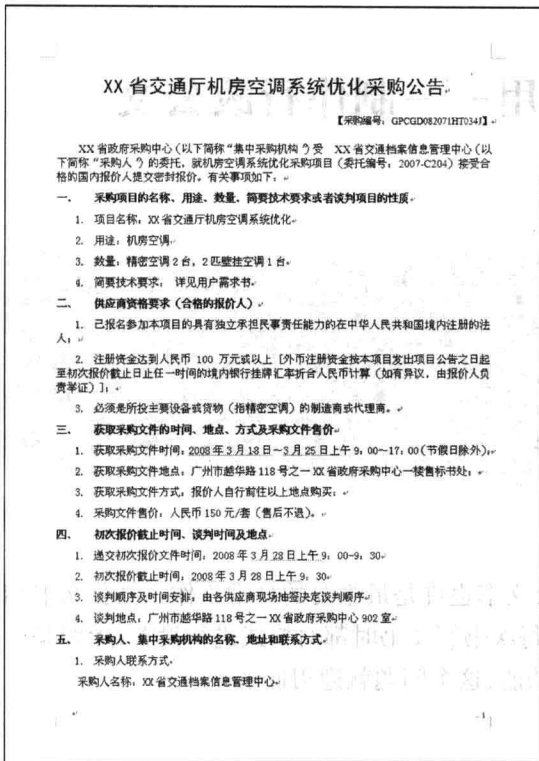 XX 省交通厅机房空调系统优化采购公告
【采购编号：GPCGD082071HT034J】
XX 省政府采购中心（以下简称“集中采购机构”）受 XX 省交通档案信息管理中心（以
下简称“采购人”）的委托，就机房空调系统优化采购项目（委托编号：2007-C204）接受合
格的国内报价人提交密封报价。有关事项如下：
一、 采购项目的名称、用途、数量、简要技术要求或者谈判项目的性质
1. 项目名称：XX 省交通厅机房空调系统优化
2. 用途：机房空调
3. 数量：精密空调 2 台，2 匹壁挂空调 1 台
4. 简要技术要求： 详见用户需求书
二、 供应商资格要求（合格的报价人）
1. 已报名参加本项目的具有独立承担民事责任能力的在中华人民共和国境内注册的法
人；
2. 注册资金达到人民币 100 万元或以上［外币注册资金按本项目发出项目公告之日起
至初次报价截止日止任一时间的境内银行挂牌汇率折合人民币计算（如有异议，由报价人负
责举证）］；
3. 必须是所投主要设备或货物（指精密空调）的制造商或代理商。
三、 获取采购文件的时间、地点、方式及采购文件售价
1. 获取采购文件时间：2008 年 3 月 18 日～3 月 25 日上午 9：00～17：00（节假日除外）；
2. 获取采购文件地点：广州市越华路 118 号之一 XX 省政府采购中心一楼售标书处；
3. 获取采购文件方式：报价人自行前往以上地点购买；
4. 采购文件售价：人民币 150 元/套（售后不退）。
四、 初次报价截止时间、谈判时间及地点
1. 递交初次报价文件时间：2008 年 3 月 28 日上午 9：00-9：30
2. 初次报价截止时间：2008 年 3 月 28 日上午 9：30
3. 谈判顺序及时间安排：由各供应商现场抽签决定谈判顺序
4. 谈判地点：广州市越华路 118 号之一 XX 省政府采购中心 902 室
五、 采购人、集中采购机构的名称、地址和联系方式
1. 采购人联系方式
采购人名称：XX 省交通档案信息管理中心
- 1